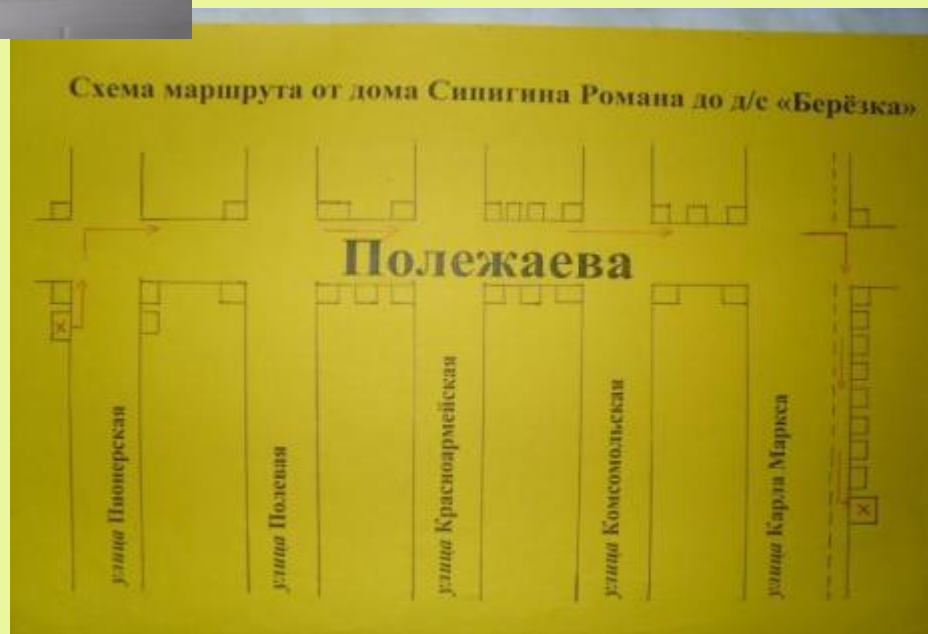 Схема маршрута от дома Сипигина Романа до д/с «Берёзка»
Полежаева
улица Пионерская
улица Полевая
улица Красноармейская
улица Комсомольская
улица Карла Маркса